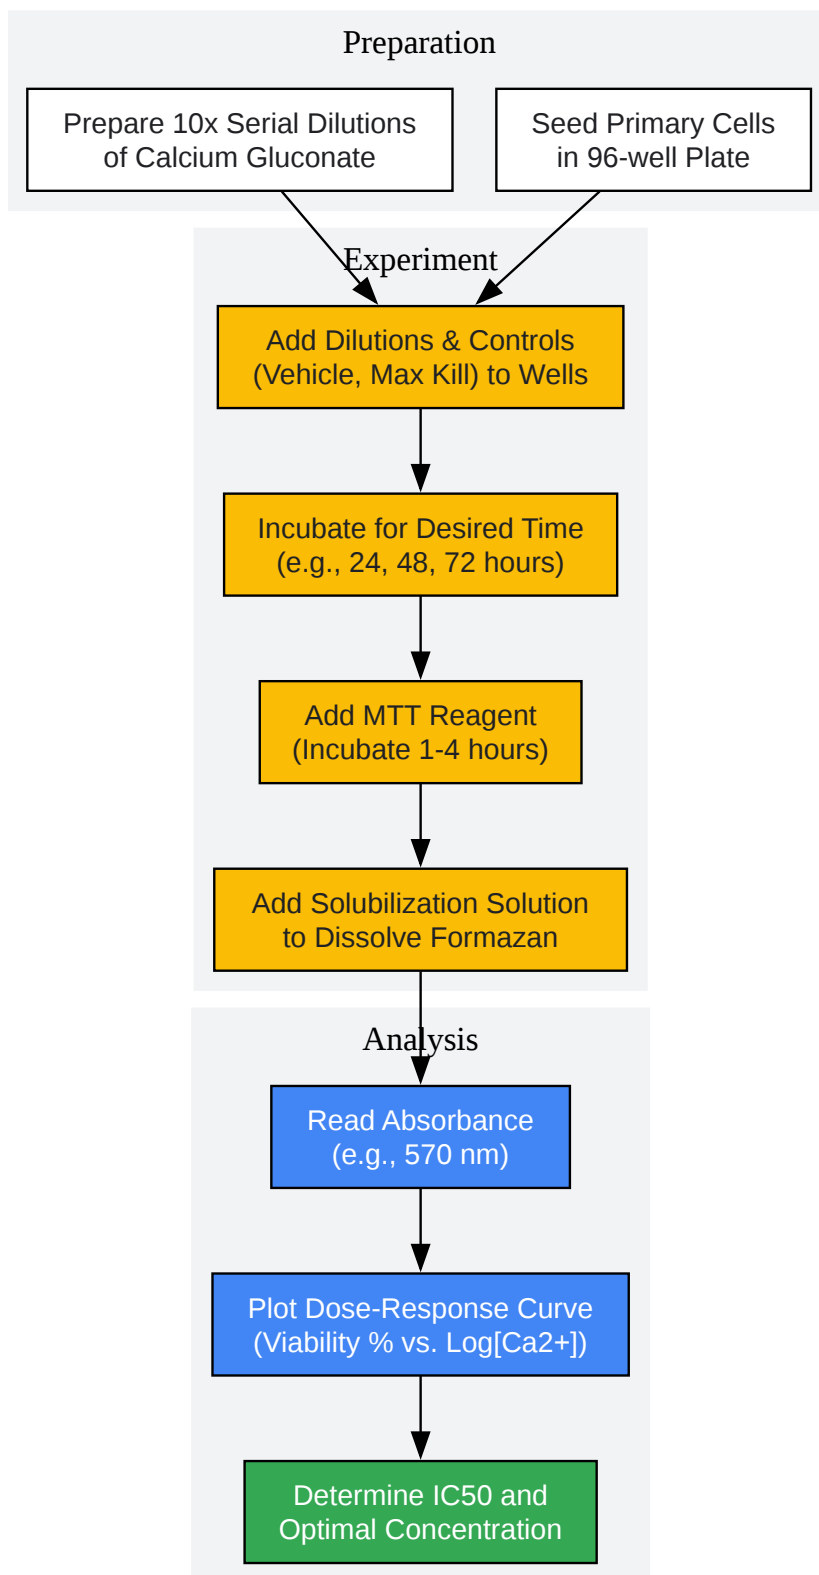 Preparation
Prepare 10x Serial Dilutions
of Calcium Gluconate
Seed Primary Cells
in 96-well Plate
Experiment
Add Dilutions & Controls
(Vehicle, Max Kill) to Wells
Incubate for Desired Time
(e.g., 24, 48, 72 hours)
Add MTT Reagent
(Incubate 1-4 hours)
Add Solubilization Solution
to Dissolve Formazan
Analysis
Read Absorbance
(e.g., 570 nm)
Plot Dose-Response Curve
(Viability % vs. Log[Ca2+])
Determine IC50 and
Optimal Concentration